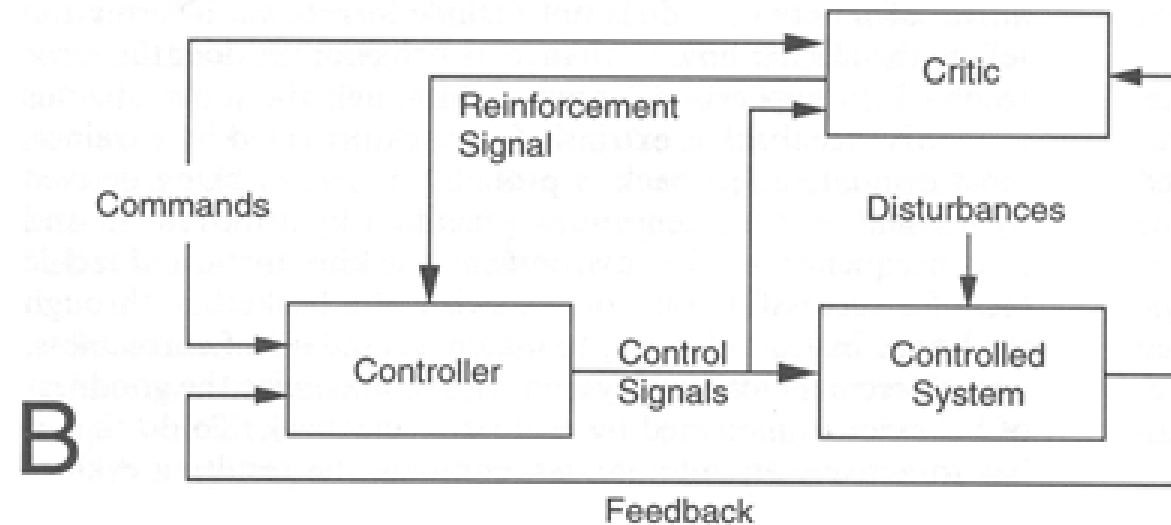 Critic
Reinforcement
Signal
Commands
Disturbances
Controller
Control
Signals
Controlled
System
B
Feedback